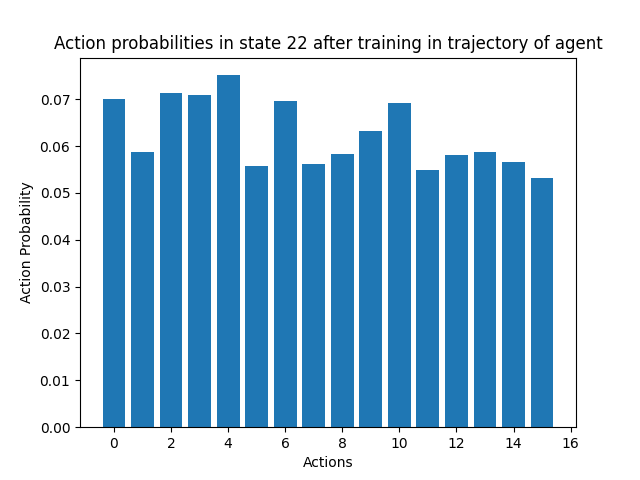 Action probabilities in state 22 after training in trajectory of agent
0.07
0.06
0.05
0.04
0.03
0.02
0.01
0.00
Action Probability
0 2 4 6 8 10 12 14 16
Actions